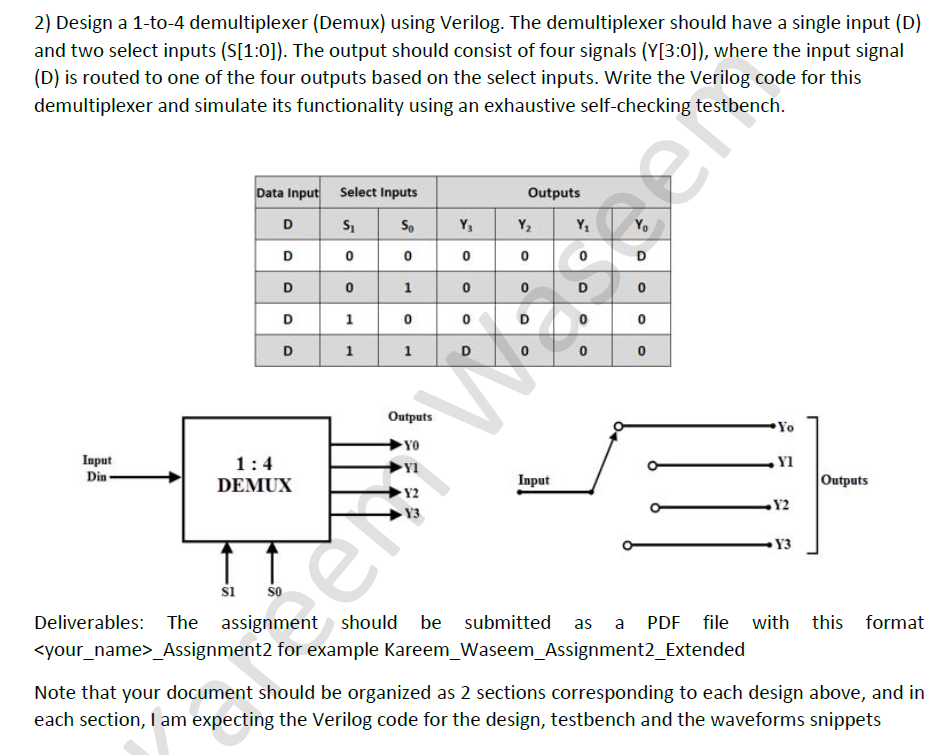 2) Design a 1-to-4 demultiplexer (Demux) using Verilog. The demultiplexer should have a single input (D)
and two select inputs (S[1:0]). The output should consist of four signals (Y[3:0]), where the input signal
(D) is routed to one of the four outputs based on the select inputs. Write the Verilog code for this
demultiplexer and simulate its functionality using an exhaustive self-checking testbench.
Data Input Select Inputs Outputs
D S₁ S₀ Y₃ Y₂ Y₁ Y₀
D 0 0 0 0 0 D
D 0 1 0 0 D 0
D 1 0 0 D 0 0
D 1 1 D 0 0 0
Outputs
Y0
Y1
Y2
Y3
Input
Din
1 : 4
DEMUX
S1 S0
Input
Yo
Y1
Y2
Y3
Outputs
Deliverables: The assignment should be submitted as a PDF file with this format
<your_name>_Assignment2 for example Kareem_Waseem_Assignment2_Extended
Note that your document should be organized as 2 sections corresponding to each design above, and in
each section, I am expecting the Verilog code for the design, testbench and the waveforms snippets
Kareem Waseem